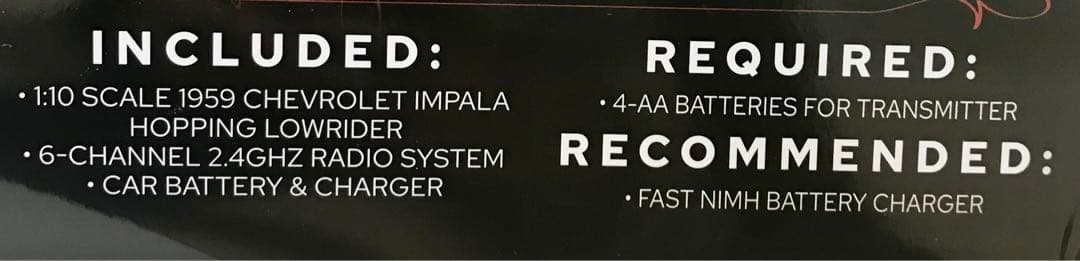 INCLUDED:
• 1:10 SCALE 1959 CHEVROLET IMPALA
HOPPING LOWRIDER
• 6-CHANNEL 2.4GHZ RADIO SYSTEM
• CAR BATTERY & CHARGER
REQUIRED:
• 4-AA BATTERIES FOR TRANSMITTER
RECOMMENDED:
• FAST NIMH BATTERY CHARGER